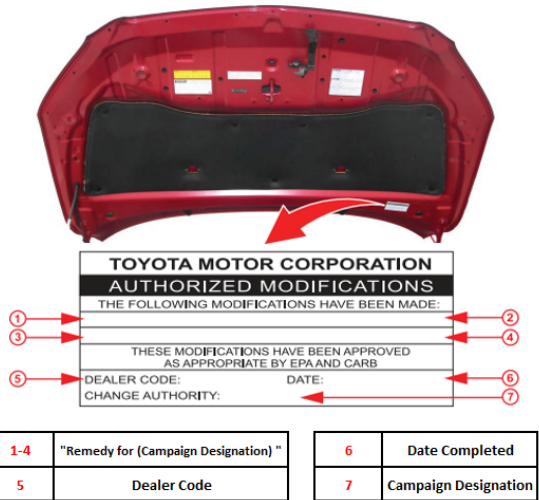 TOYOTA MOTOR CORPORATION
AUTHORIZED MODIFICATIONS
THE FOLLOWING MODIFICATIONS HAVE BEEN MADE:
1 2
3 4
THESE MODIFICATIONS HAVE BEEN APPROVED
AS APPROPRIATE BY EPA AND CARB
5 DEALER CODE: DATE: 6
CHANGE AUTHORITY: 7
1-4 "Remedy for (Campaign Designation) " 6 Date Completed
5 Dealer Code 7 Campaign Designation